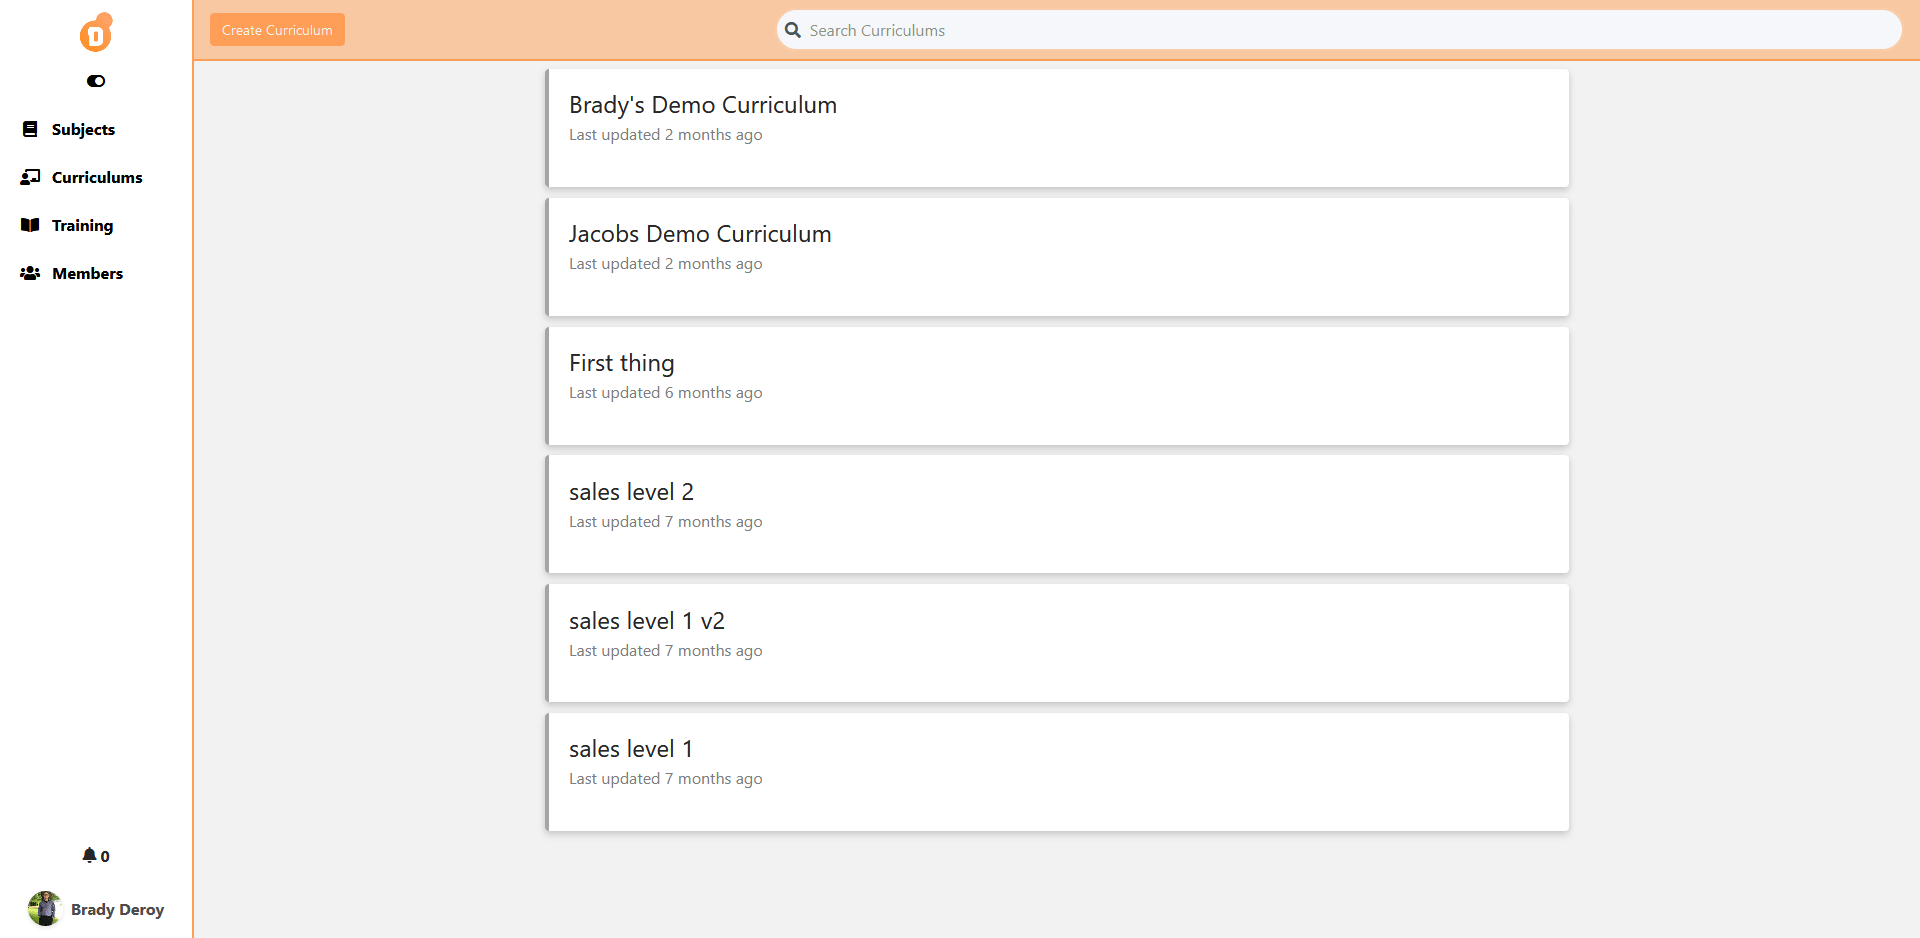 Create Curriculum
Search Curriculums
Subjects
Curriculums
Training
Members
Brady's Demo Curriculum
Last updated 2 months ago
Jacobs Demo Curriculum
Last updated 2 months ago
First thing
Last updated 6 months ago
sales level 2
Last updated 7 months ago
sales level 1 v2
Last updated 7 months ago
sales level 1
Last updated 7 months ago
0
Brady Deroy